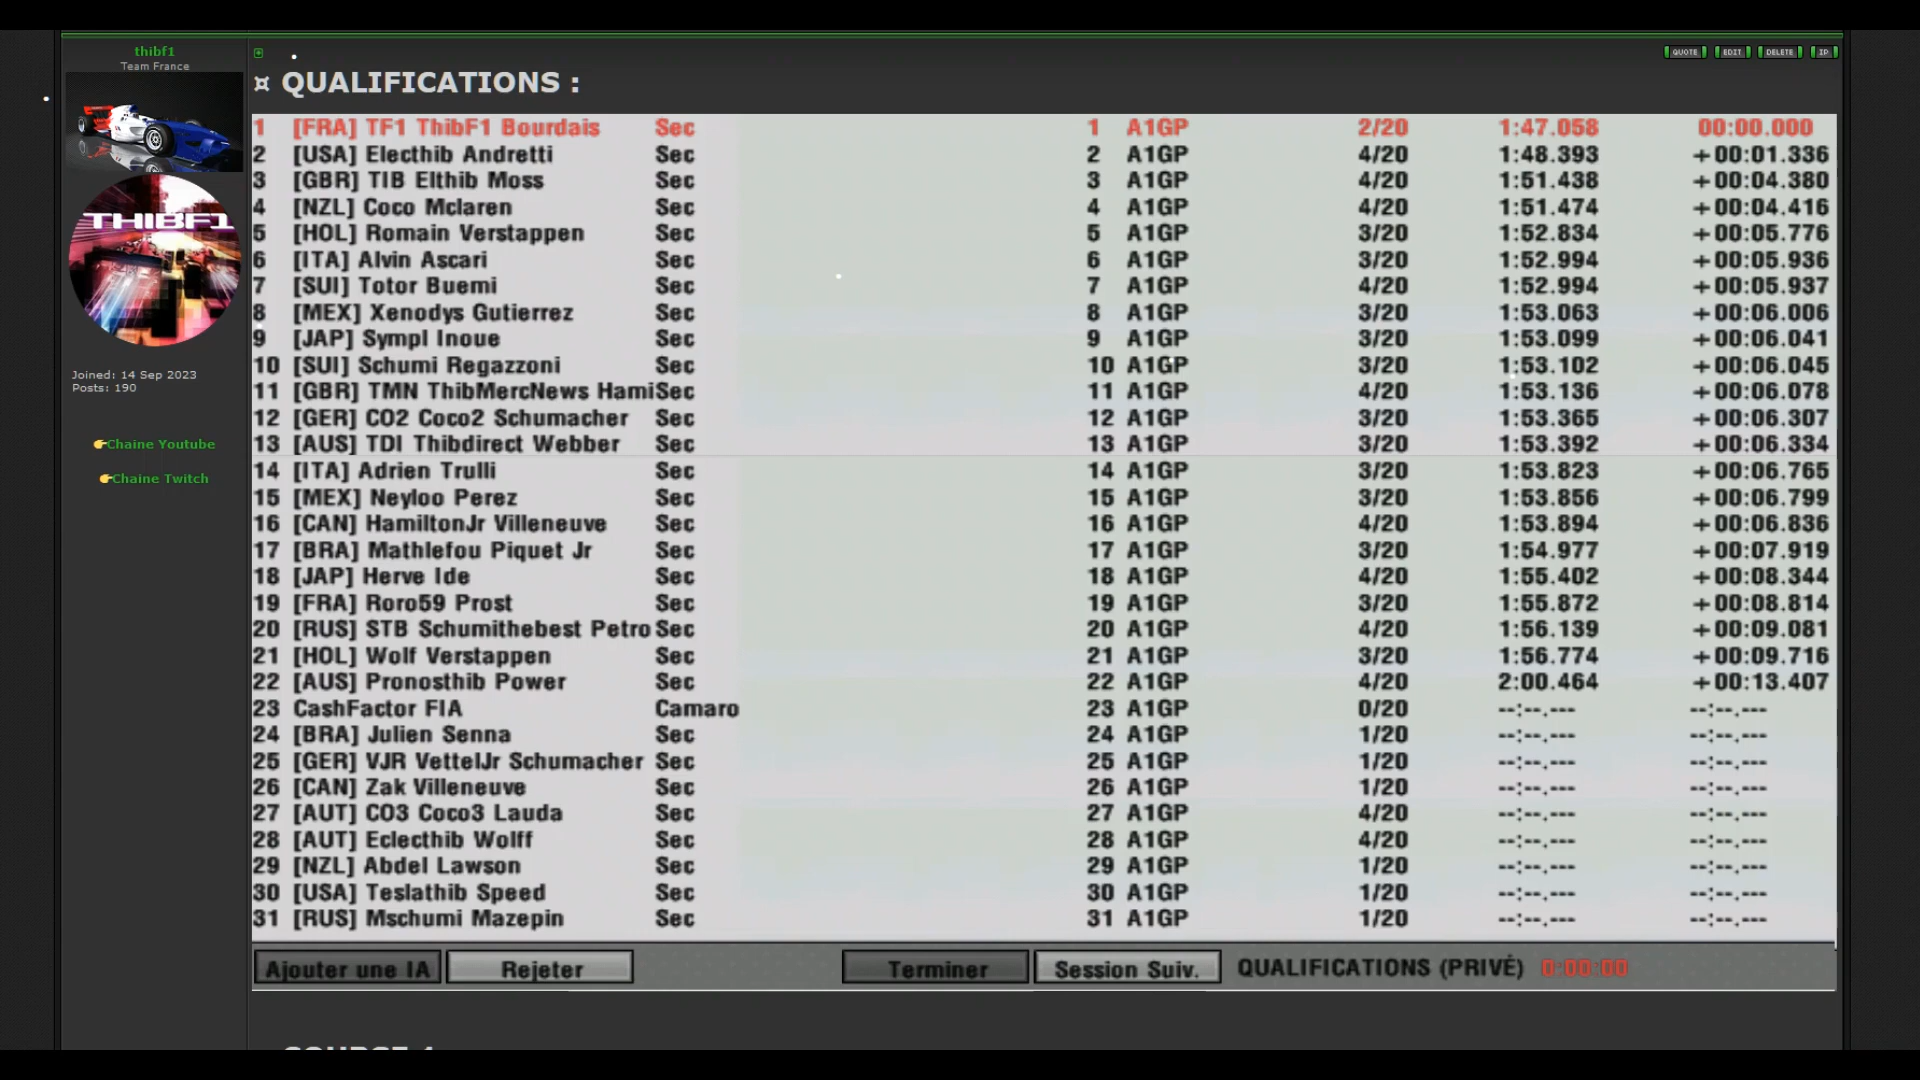 thibf1
Team France
THIBF1
Joined: 14 Sep 2023
Posts: 190
Chaine Youtube
Chaine Twitch
QUOTE EDIT DELETE IP
¤ QUALIFICATIONS :
1 [FRA] TF1 ThibF1 Bourdais Sec 1 A1GP 2/20 1:47.058 00:00.000
2 [USA] Electhib Andretti Sec 2 A1GP 4/20 1:48.393 +00:01.336
3 [GBR] TIB Elthib Moss Sec 3 A1GP 4/20 1:51.438 +00:04.380
4 [NZL] Coco Mclaren Sec 4 A1GP 4/20 1:51.474 +00:04.416
5 [HOL] Romain Verstappen Sec 5 A1GP 3/20 1:52.834 +00:05.776
6 [ITA] Alvin Ascari Sec 6 A1GP 3/20 1:52.994 +00:05.936
7 [SUI] Totor Buemi Sec 7 A1GP 4/20 1:52.994 +00:05.937
8 [MEX] Xenodys Gutierrez Sec 8 A1GP 3/20 1:53.063 +00:06.006
9 [JAP] Sympl Inoue Sec 9 A1GP 3/20 1:53.099 +00:06.041
10 [SUI] Schumi Regazzoni Sec 10 A1GP 3/20 1:53.102 +00:06.045
11 [GBR] TMN ThibMercNews Hami Sec 11 A1GP 4/20 1:53.136 +00:06.078
12 [GER] CO2 Coco2 Schumacher Sec 12 A1GP 3/20 1:53.365 +00:06.307
13 [AUS] TDI Thibdirect Webber Sec 13 A1GP 3/20 1:53.392 +00:06.334
14 [ITA] Adrien Trulli Sec 14 A1GP 3/20 1:53.823 +00:06.765
15 [MEX] Neyloo Perez Sec 15 A1GP 3/20 1:53.856 +00:06.799
16 [CAN] HamiltonJr Villeneuve Sec 16 A1GP 4/20 1:53.894 +00:06.836
17 [BRA] Mathlefou Piquet Jr Sec 17 A1GP 3/20 1:54.977 +00:07.919
18 [JAP] Herve Ide Sec 18 A1GP 4/20 1:55.402 +00:08.344
19 [FRA] Roro59 Prost Sec 19 A1GP 3/20 1:55.872 +00:08.814
20 [RUS] STB Schumithebest Petro Sec 20 A1GP 4/20 1:56.139 +00:09.081
21 [HOL] Wolf Verstappen Sec 21 A1GP 3/20 1:56.774 +00:09.716
22 [AUS] Pronosthib Power Sec 22 A1GP 4/20 2:00.464 +00:13.407
23 CashFactor FIA Camaro 23 A1GP 0/20 --:--.--- --:--.---
24 [BRA] Julien Senna Sec 24 A1GP 1/20 --:--.--- --:--.---
25 [GER] VJR VettelJr Schumacher Sec 25 A1GP 1/20 --:--.--- --:--.---
26 [CAN] Zak Villeneuve Sec 26 A1GP 1/20 --:--.--- --:--.---
27 [AUT] CO3 Coco3 Lauda Sec 27 A1GP 4/20 --:--.--- --:--.---
28 [AUT] Eclecthib Wolff Sec 28 A1GP 4/20 --:--.--- --:--.---
29 [NZL] Abdel Lawson Sec 29 A1GP 1/20 --:--.--- --:--.---
30 [USA] Teslathib Speed Sec 30 A1GP 1/20 --:--.--- --:--.---
31 [RUS] Mschumi Mazepin Sec 31 A1GP 1/20 --:--.--- --:--.---
Ajouter une IA Rejeter Terminer Session Suiv. QUALIFICATIONS (PRIVÉ) 0:00:00